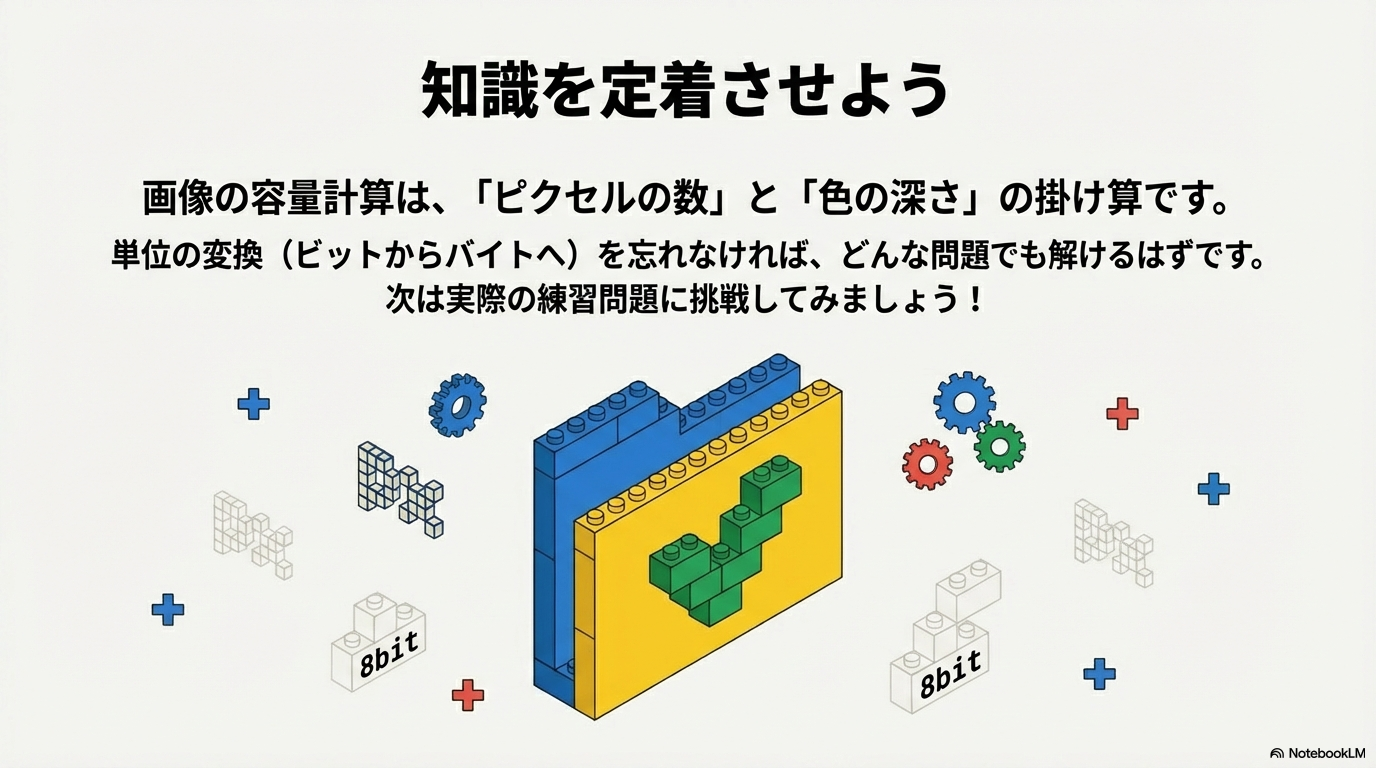 知識を定着させよう
画像の容量計算は、「ピクセルの数」と「色の深さ」の掛け算です。
単位の変換（ビットからバイトへ）を忘れなければ、どんな問題でも解けるはずです。
次は実際の練習問題に挑戦してみましょう！
8bit
8bit
NotebookLM